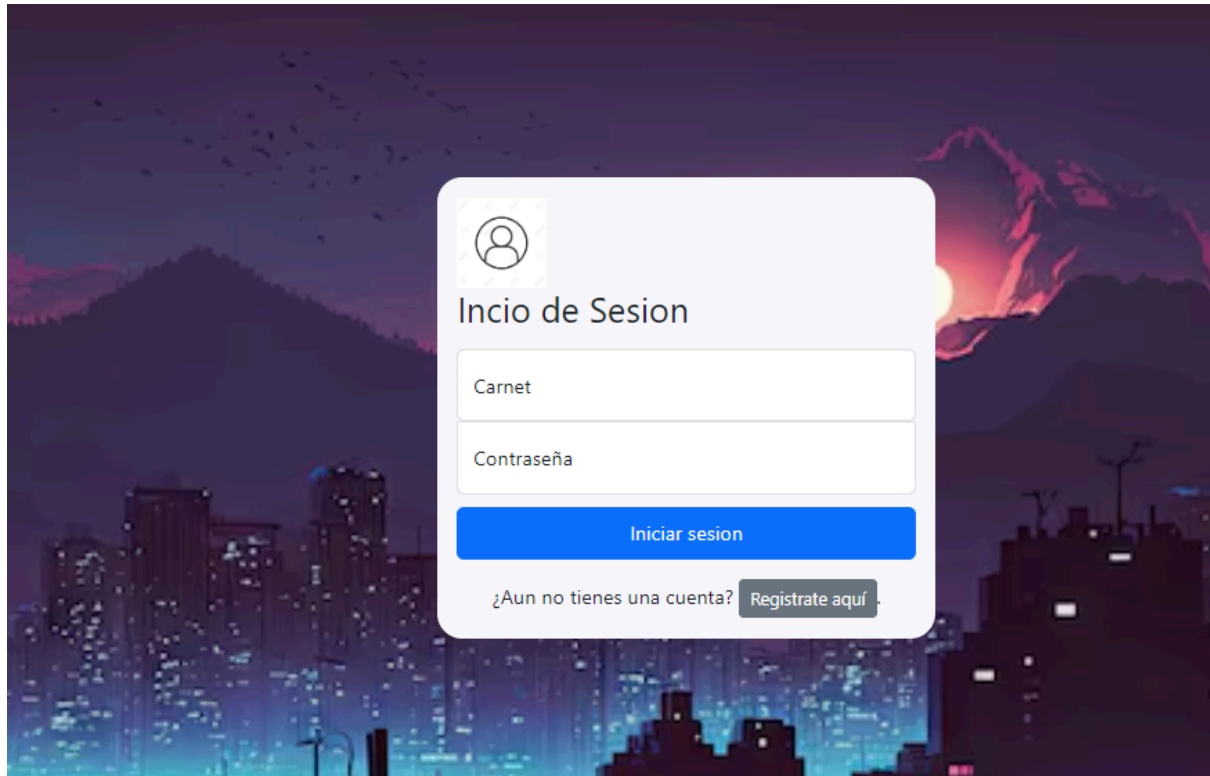 Incio de Sesion
Carnet
Contraseña
Iniciar sesion
¿Aun no tienes una cuenta? Registrate aquí.